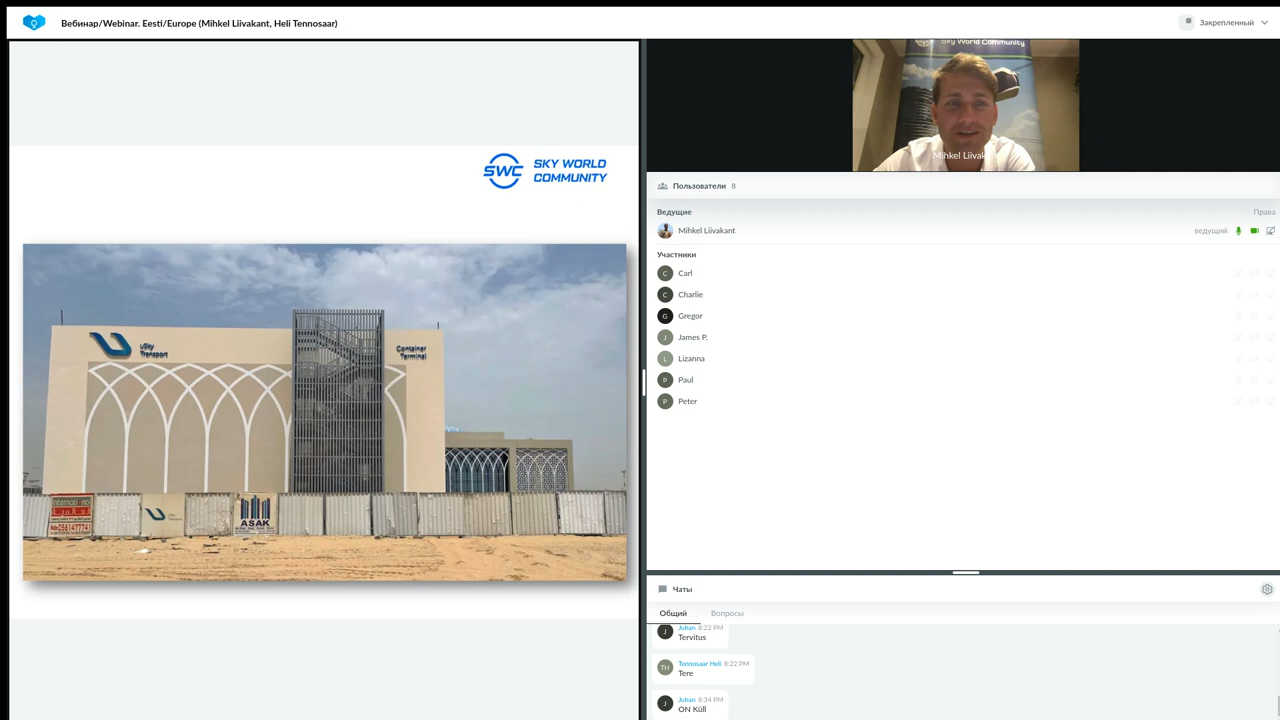 Вебинар/Webinar. Eesti/Europe (Mihkel Liivakant, Heli Tennosaar)
Закрепленный
SWC SKY WORLD
COMMUNITY
uSky
Transport
Container
Terminal
ASAK
Sky World Community
Mihkel Liivak
Пользователи 8
Ведущие
Права
Mihkel Liivakant
ведущий
Участники
C Carl
C Charlie
G Gregor
J James P.
L Lizanna
P Paul
P Peter
Чаты
Общий
Вопросы
J Juhan 8:22 PM
Tervitus
TH Tennosaar Heli 8:22 PM
Tere
J Juhan 8:34 PM
ON Küll